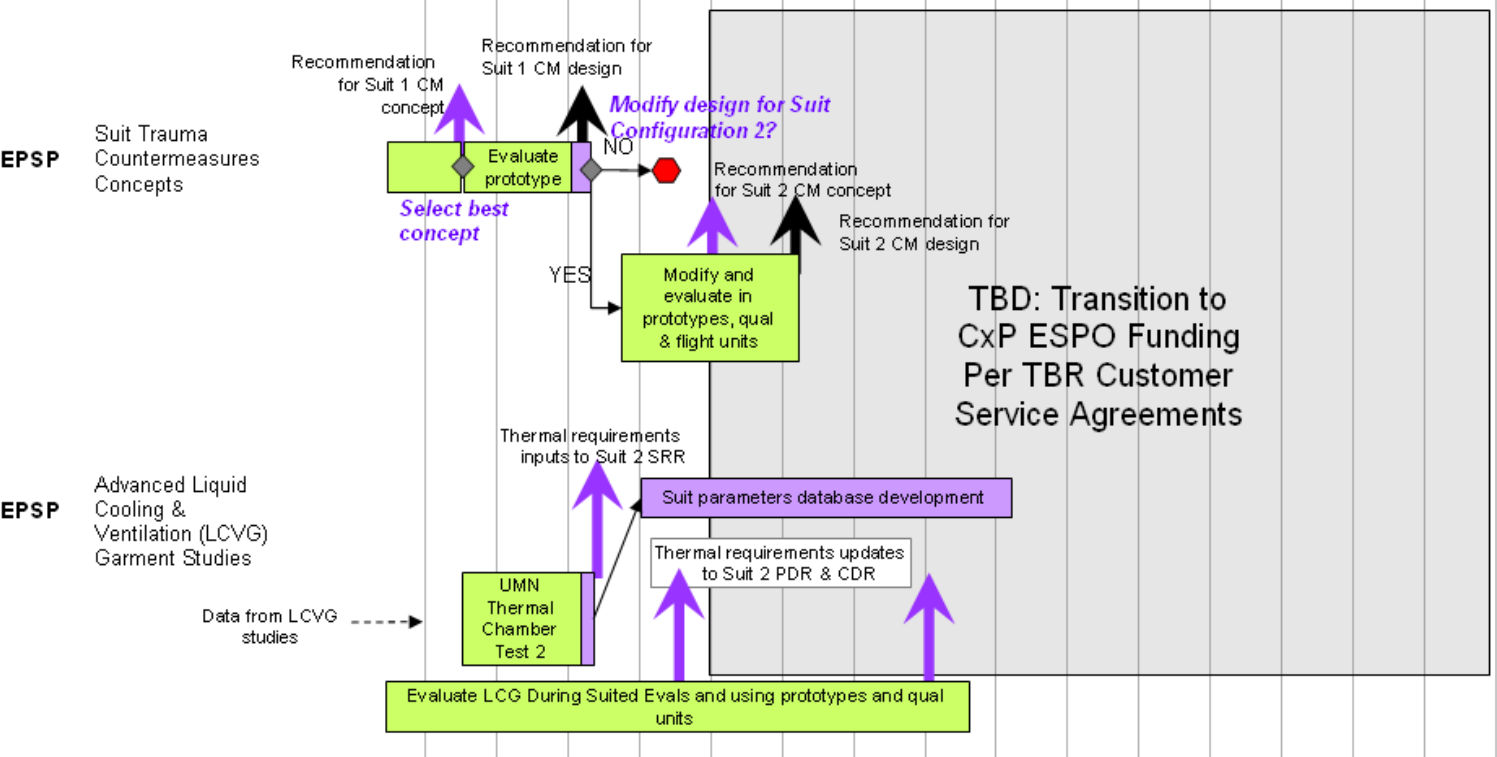 Recommendation
for Suit 1 CM
concept
Recommendation for
Suit 1 CM design
Modify design for Suit
Configuration 2?
EPSP
Suit Trauma
Countermeasures
Concepts
Evaluate
prototype
NO
Select best
concept
Recommendation
for Suit 2 CM concept
Recommendation for
Suit 2 CM design
YES
Modify and
evaluate in
prototypes, qual
& flight units
TBD: Transition to
CxP ESPO Funding
Per TBR Customer
Service Agreements
Thermal requirements
inputs to Suit 2 SRR
EPSP
Advanced Liquid
Cooling &
Ventilation (LCVG)
Garment Studies
Suit parameters database development
Thermal requirements updates
to Suit 2 PDR & CDR
UMN
Thermal
Chamber
Test 2
Data from LCVG
studies
Evaluate LCG During Suited Evals and using prototypes and qual
units